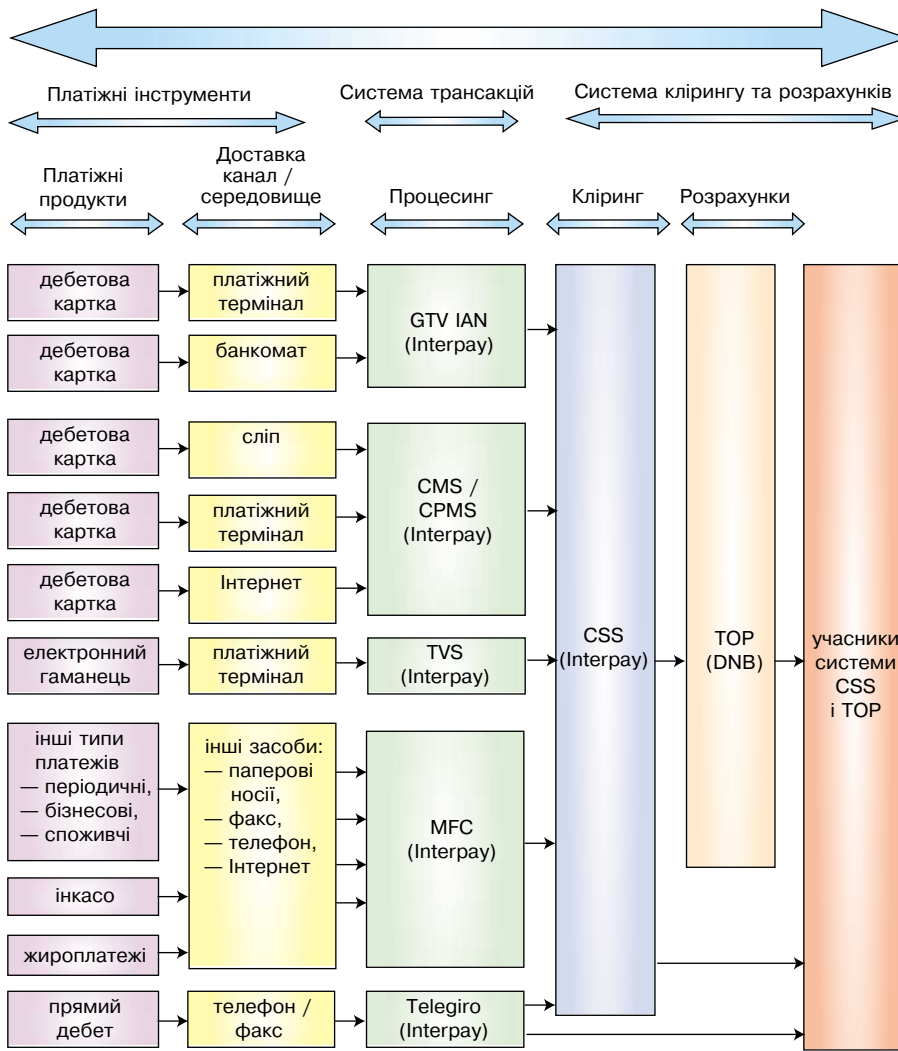 Платіжні інструменти
Система трансакцій
Система клірингу та розрахунків
Платіжні
продукти
Доставка
канал /
середовище
Процесинг
Кліринг
Розрахунки
дебетова
картка
платіжний
термінал
GTV IAN
(Interpay)
дебетова
картка
банкомат
дебетова
картка
сліп
CMS /
CPMS
(Interpay)
дебетова
картка
платіжний
термінал
дебетова
картка
Інтернет
електронний
гаманець
платіжний
термінал
TVS
(Interpay)
CSS
(Interpay)
TOP
(DNB)
учасники
системи
CSS
і TOP
інші типи
платежів
— періодичні,
— бізнесові,
— споживчі
інші засоби:
— паперові
носії,
— факс,
— телефон,
— Інтернет
MFC
(Interpay)
інкасо
жироплатежі
прямий
дебет
телефон /
факс
Telegiro
(Interpay)